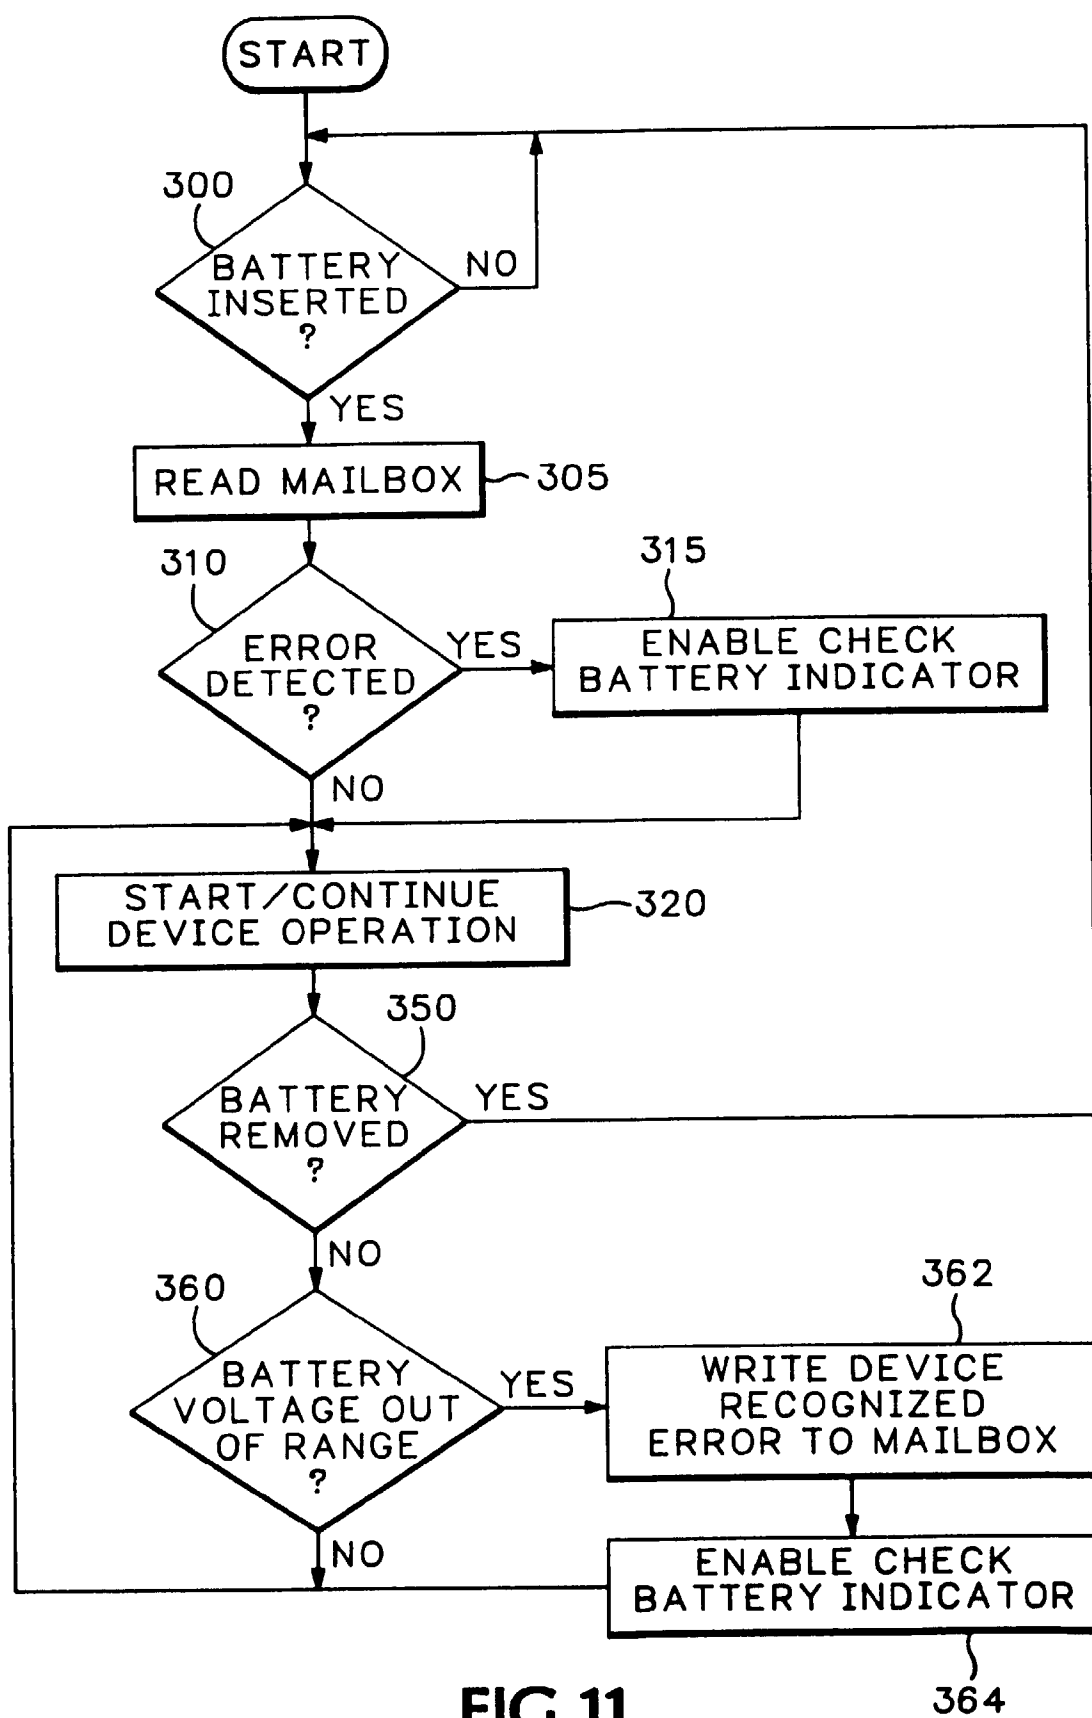 START
300
BATTERY
INSERTED
?
NO
YES
READ MAILBOX
305
310
ERROR
DETECTED
?
YES
315
ENABLE CHECK
BATTERY INDICATOR
NO
START/CONTINUE
DEVICE OPERATION
320
350
BATTERY
REMOVED
?
YES
NO
360
BATTERY
VOLTAGE OUT
OF RANGE
?
YES
362
WRITE DEVICE
RECOGNIZED
ERROR TO MAILBOX
NO
ENABLE CHECK
BATTERY INDICATOR
364
FIG. 11